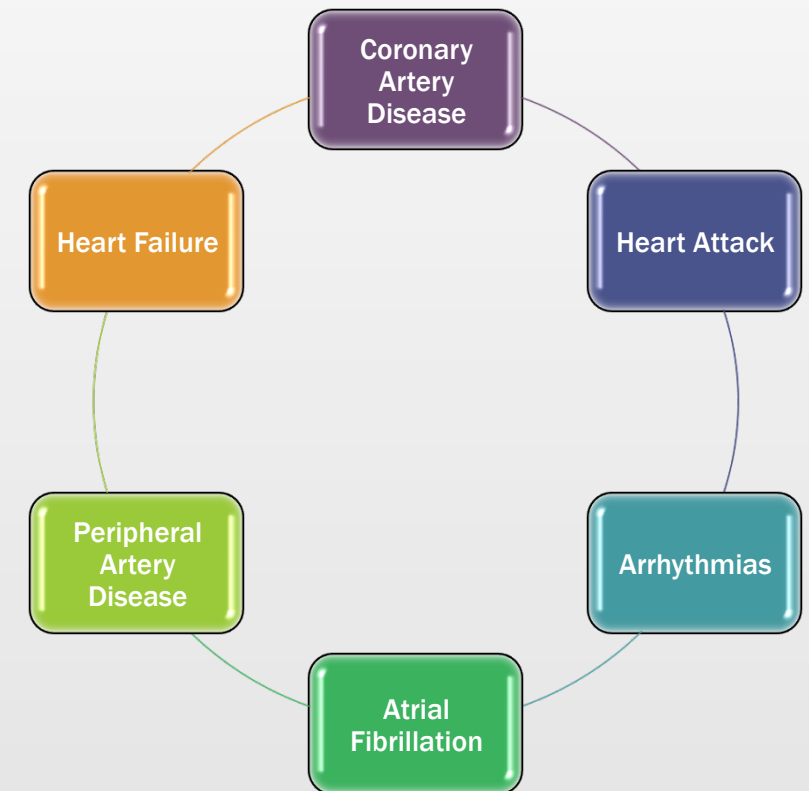 Coronary
Artery
Disease
Heart Attack
Arrhythmias
Atrial
Fibrillation
Peripheral
Artery
Disease
Heart Failure